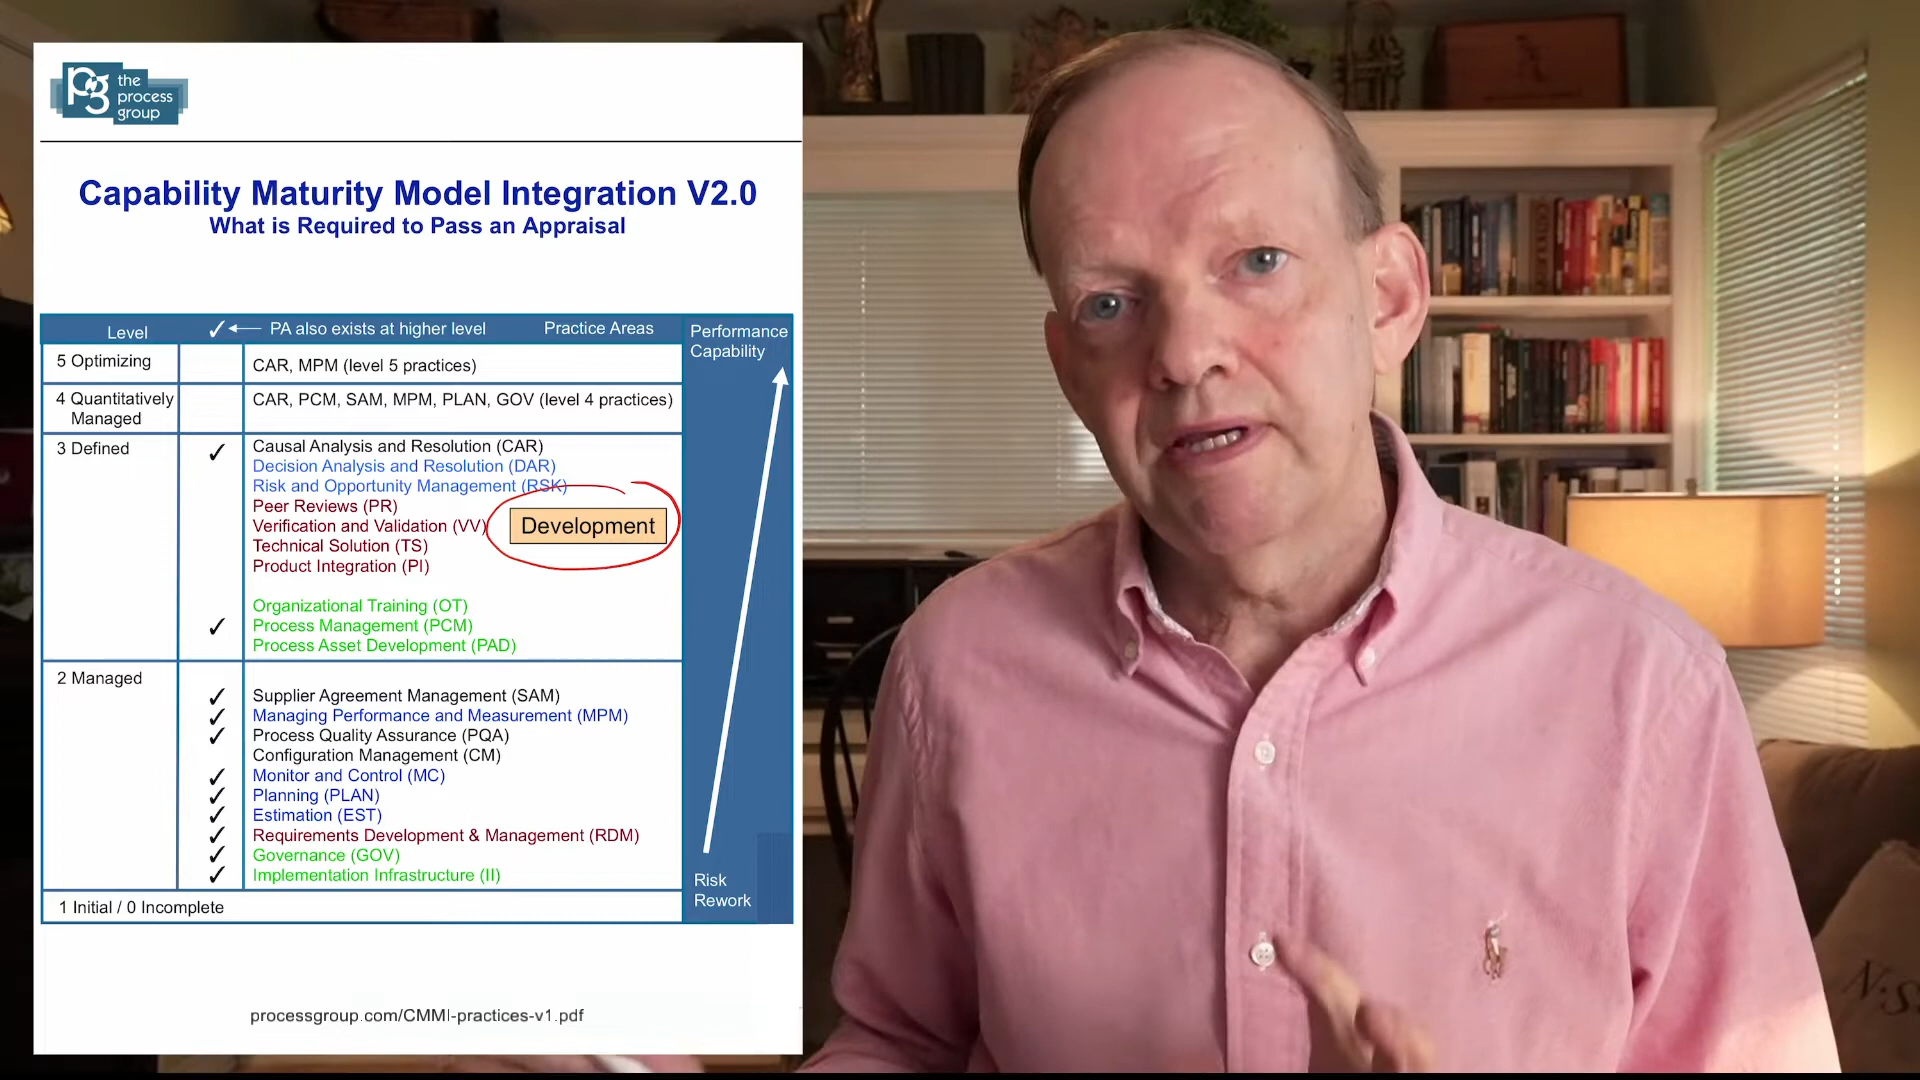 pg the
process
group
Capability Maturity Model Integration V2.0
What is Required to Pass an Appraisal
Level ✓ PA also exists at higher level Practice Areas Performance
Capability
5 Optimizing CAR, MPM (level 5 practices)
4 Quantitatively CAR, PCM, SAM, MPM, PLAN, GOV (level 4 practices)
Managed
3 Defined ✓ Causal Analysis and Resolution (CAR)
Decision Analysis and Resolution (DAR)
Risk and Opportunity Management (RSK)
Peer Reviews (PR)
Verification and Validation (VV) Development
Technical Solution (TS)
Product Integration (PI)
Organizational Training (OT)
✓ Process Management (PCM)
Process Asset Development (PAD)
2 Managed
✓ Supplier Agreement Management (SAM)
✓ Managing Performance and Measurement (MPM)
✓ Process Quality Assurance (PQA)
Configuration Management (CM)
✓ Monitor and Control (MC)
✓ Planning (PLAN)
✓ Estimation (EST)
✓ Requirements Development & Management (RDM)
✓ Governance (GOV)
✓ Implementation Infrastructure (II)
Risk
Rework
1 Initial / 0 Incomplete
processgroup.com/CMMI-practices-v1.pdf